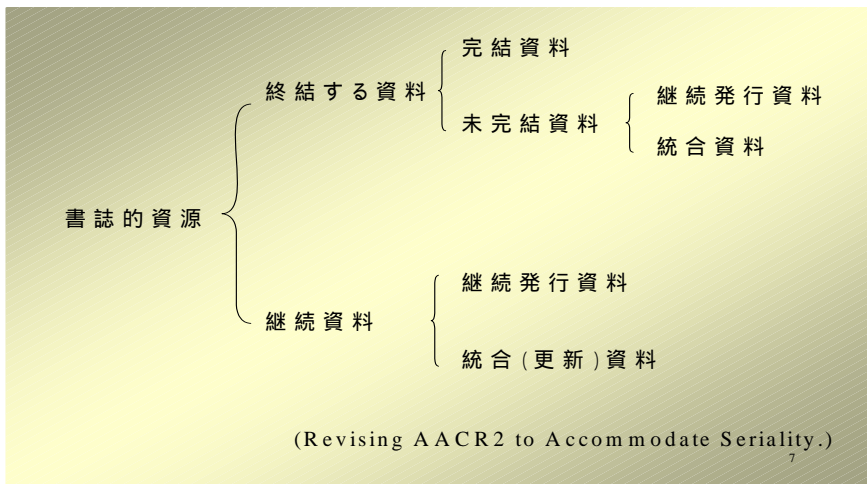 完結資料
終結する資料
継続発行資料
未完結資料
統合資料
書誌的資源
継続発行資料
継続資料
統合(更新)資料
(Revising AACR2 to Accommodate Seriality.)
7